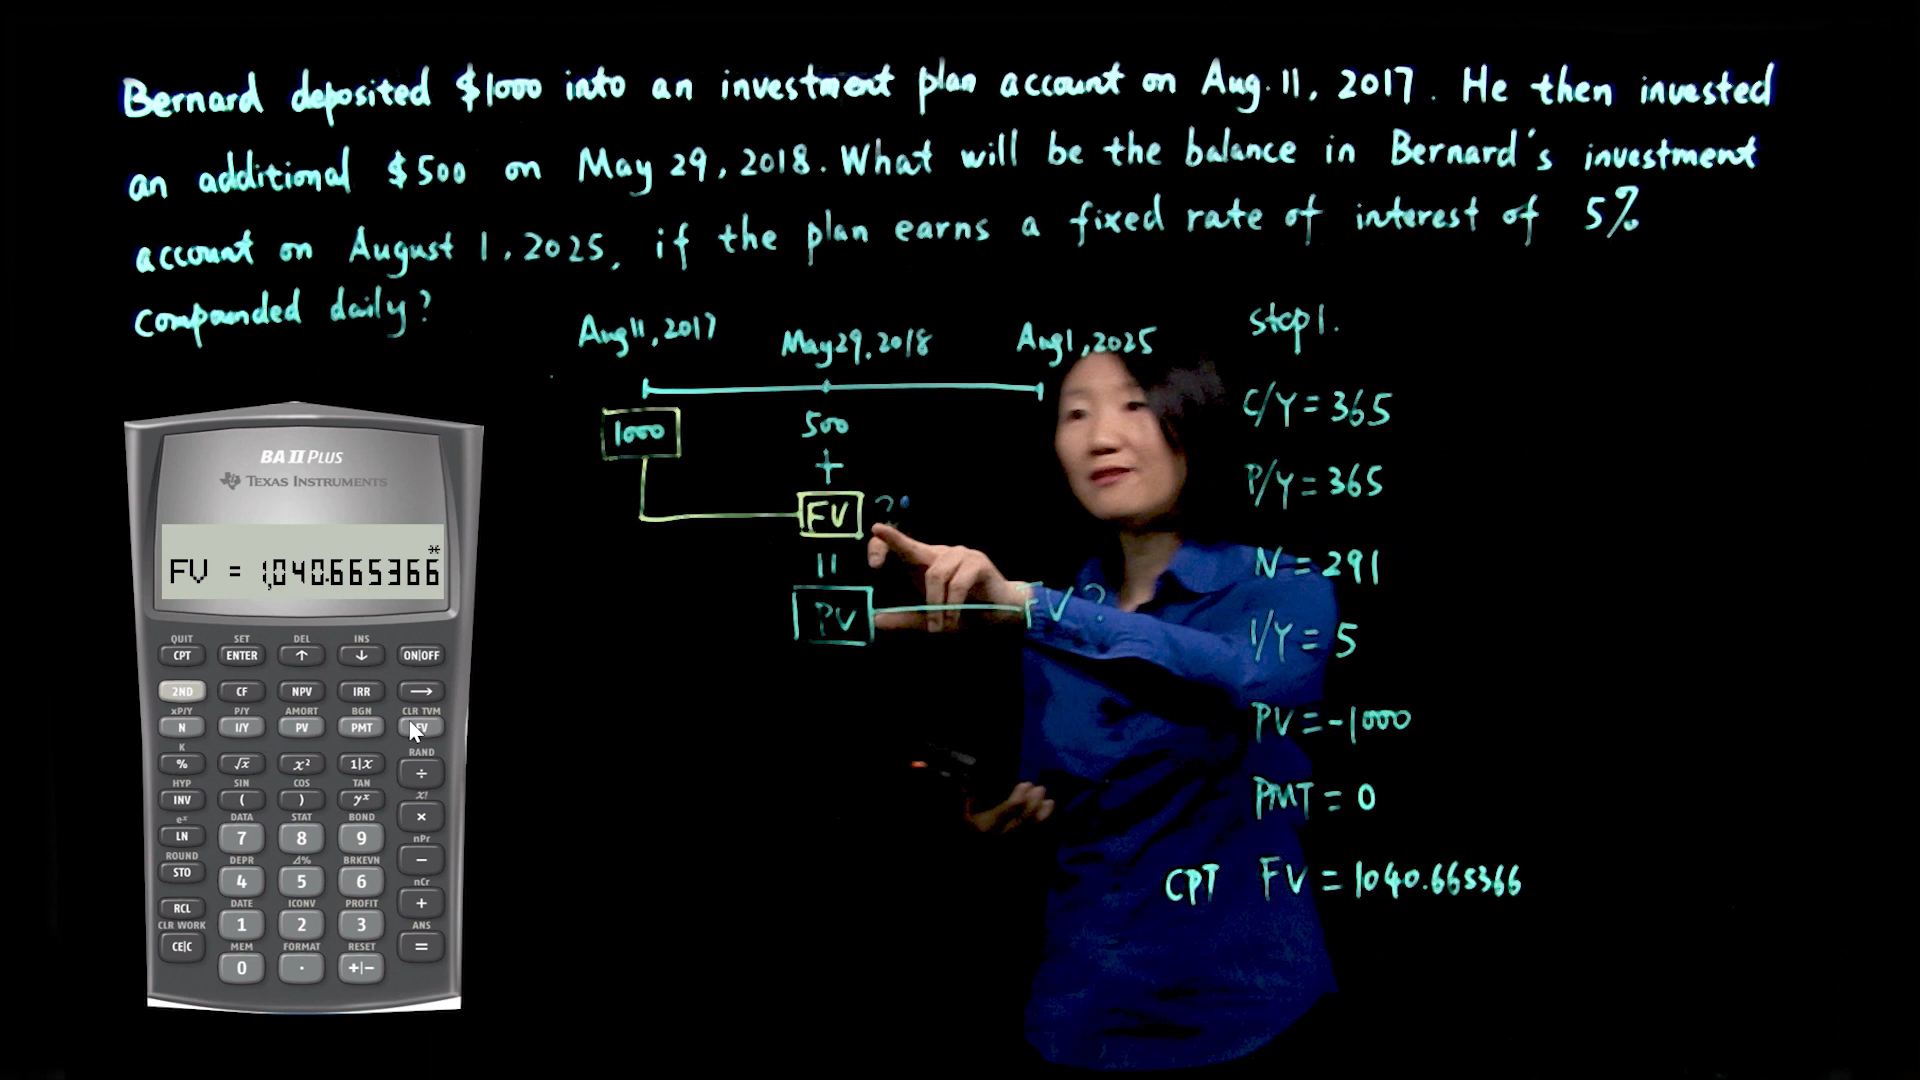 Bernard deposited $1000 into an investment plan account on Aug. 11, 2017. He then invested
an additional $500 on May 29, 2018. What will be the balance in Bernard's investment
account on August 1, 2025, if the plan earns a fixed rate of interest of 5%
compounded daily?
Aug 11, 2017 May 29, 2018 Aug 1, 2025
1000 500
+
FV ?
=
PV FV ?
step 1.
C/Y = 365
P/Y = 365
N = 291
I/Y = 5
PV = -1000
PMT = 0
CPT FV = 1040.665366
BA II PLUS
TEXAS INSTRUMENTS
*
FV = 1,040.665366
QUIT SET DEL INS
CPT ENTER ↑ ↓ ON|OFF
2ND CF NPV IRR →
xP/Y P/Y AMORT BGN CLR TVM
N I/Y PV PMT FV
K RAND
% √x x² 1|x ÷
HYP SIN COS TAN x!
INV ( ) yˣ ×
eˣ DATA STAT BOND nPr
LN 7 8 9 −
ROUND DEPR Δ% BRKEVN nCr
STO 4 5 6 +
DATE ICONV PROFIT ANS
RCL 1 2 3 =
CLR WORK MEM FORMAT RESET
CE|C 0 . +|−